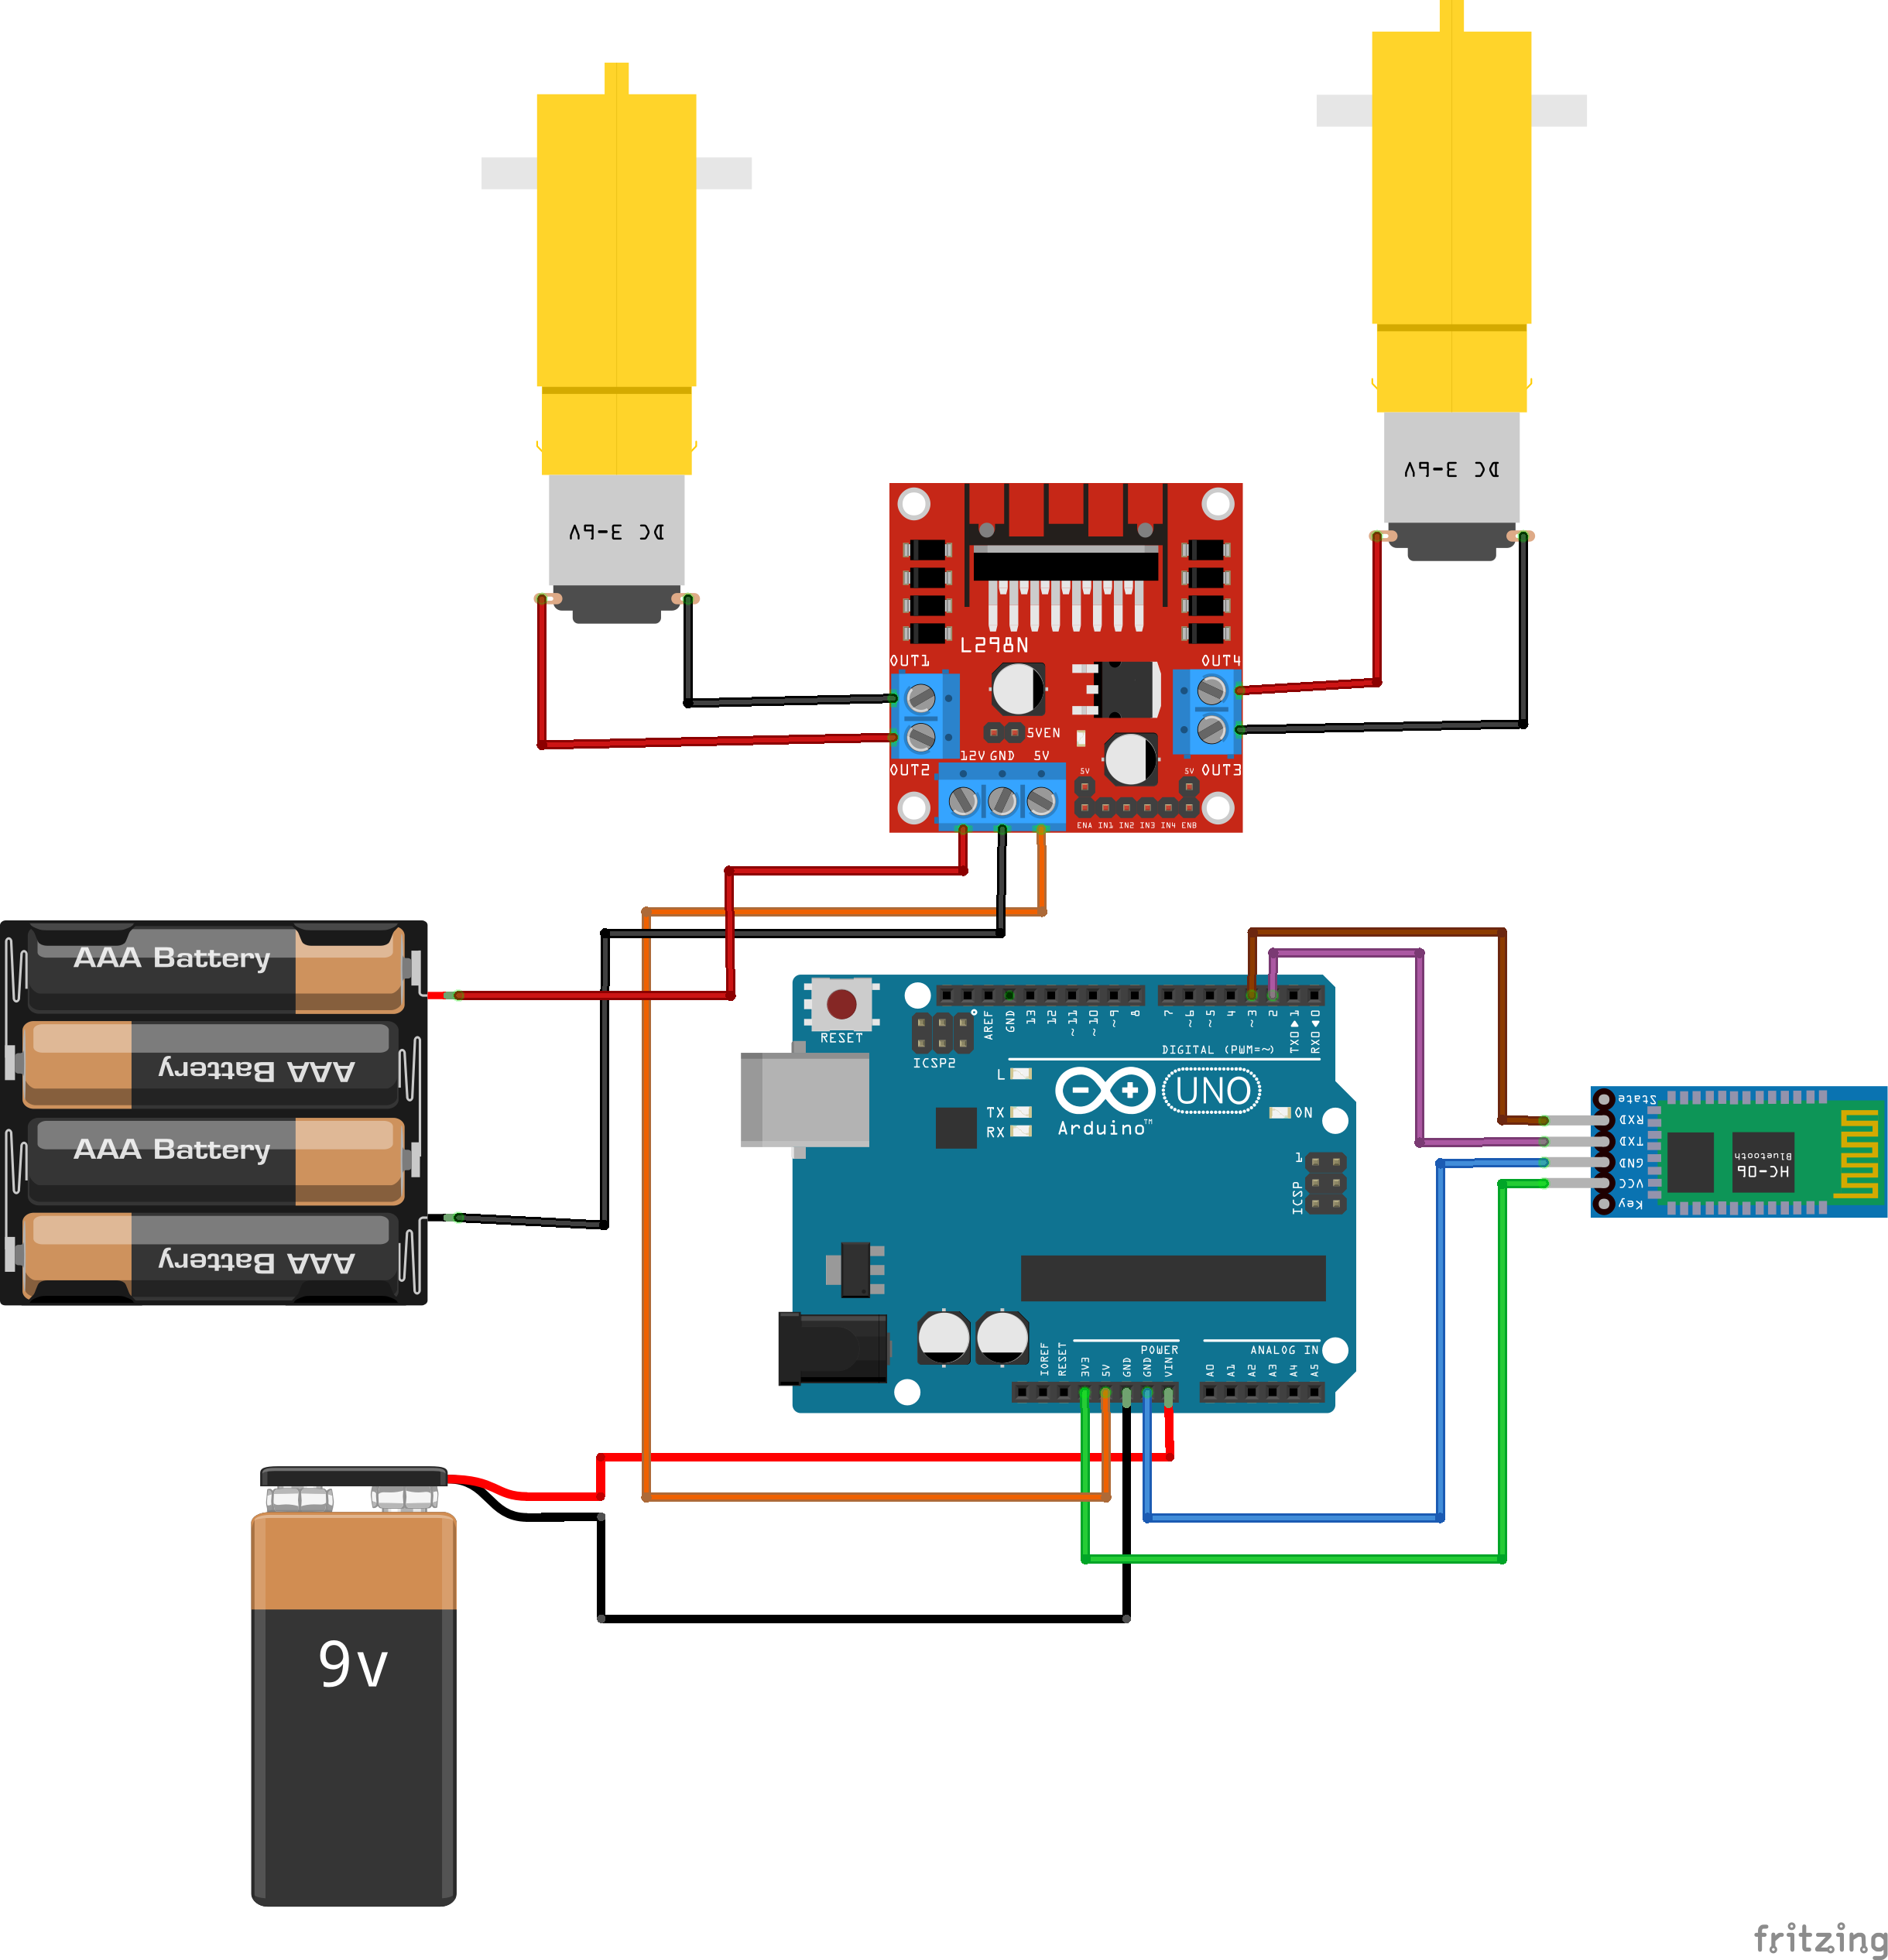 DC 3-6V
DC 3-6V
L298N
OUT1
OUT4
5VEN
12V GND 5V
OUT2
OUT3
5V
5V
ENA IN1 IN2 IN3 IN4 ENB
AAA Battery
AAA Battery
AAA Battery
AAA Battery
RESET
AREF
GND
13
12
~11
~10
~9
8
7
~6
~5
4
~3
2
TX0▶1
RX0◀0
DIGITAL (PWM=~)
ICSP2
L
TX
RX
UNO
Arduino™
ON
1
ICSP
State
RXD
TXD
GND
VCC
Key
HC-06
Bluetooth
IOREF
RESET
3V3
5V
GND
GND
VIN
POWER
ANALOG IN
A0
A1
A2
A3
A4
A5
9v
fritzing